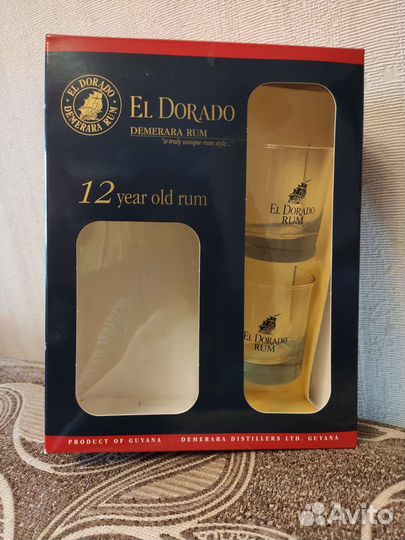 EL DORADO
DEMERARA RUM
EL DORADO
DEMERARA RUM
"a truly unique rum style..."
12 year old rum
EL DORADO
RUM
EL DORADO
RUM
PRODUCT OF GUYANA
DEMERARA DISTILLERS LTD. GUYANA
Avito